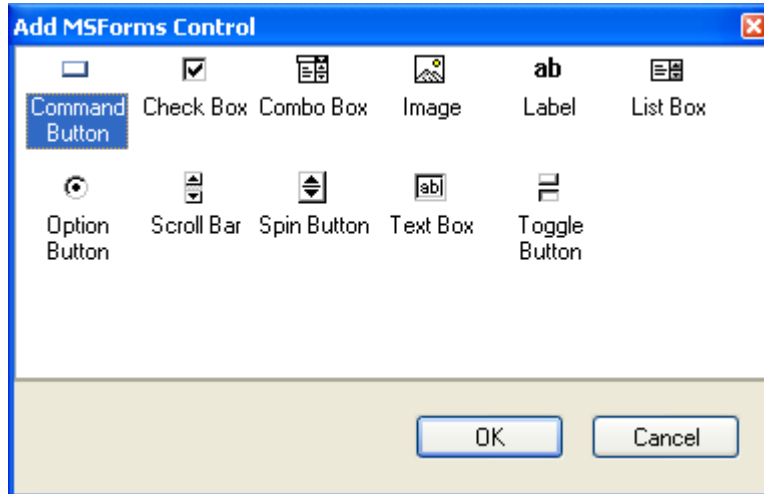 Add MSForms Control
ab
Command Button
Check Box
Combo Box
Image
Label
List Box
ab
Option Button
Scroll Bar
Spin Button
Text Box
Toggle Button
OK
Cancel